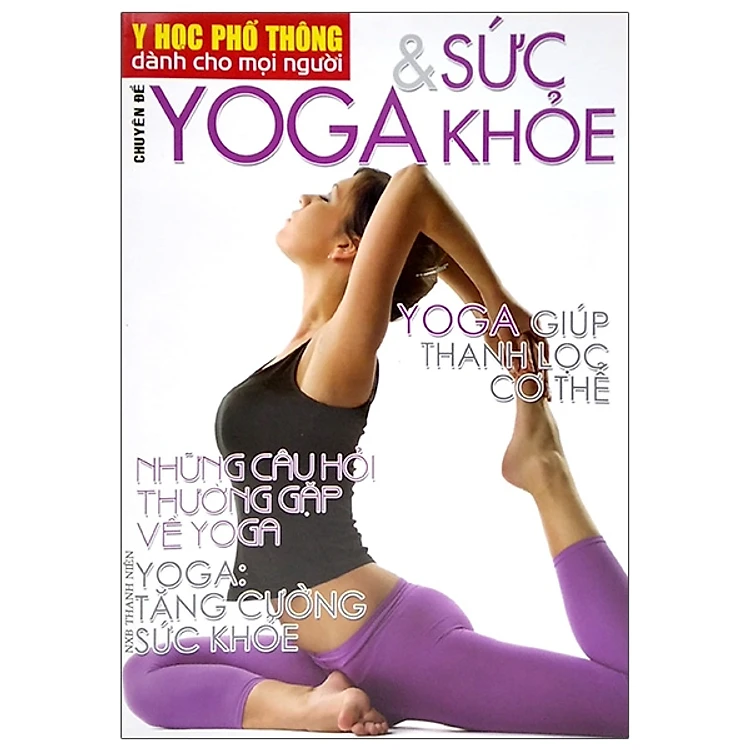 Y HỌC PHỔ THÔNG
dành cho mọi người
CHUYÊN ĐỀ
YOGA
& SỨC
KHỎE
YOGA GIÚP
THANH LỌC
CƠ THỂ
NHỮNG CÂU HỎI
THƯỜNG GẶP
VỀ YOGA
YOGA:
TĂNG CƯỜNG
SỨC KHỎE
NXB THANH NIÊN